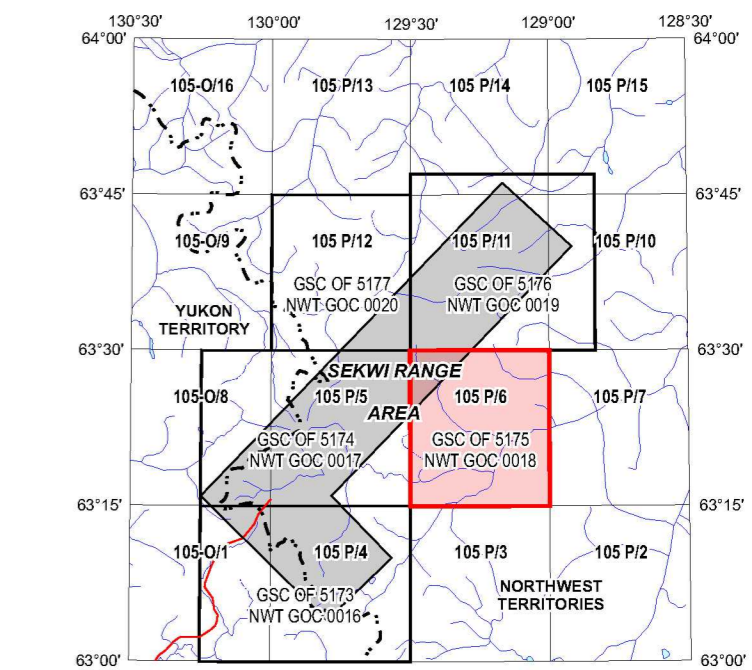 130°30' 130°00' 129°30' 129°00' 128°30'
64°00' 64°00'
105-O/16 105 P/13 105 P/14 105 P/15
63°45' 63°45'
105-O/9 105 P/12 105 P/11 105 P/10
GSC OF 5177 GSC OF 5176
NWT GOC 0020 NWT GOC 0019
YUKON
TERRITORY
63°30' 63°30'
SEKWI RANGE
105-O/8 105 P/5 105 P/6 105 P/7
AREA
GSC OF 5174 GSC OF 5175
NWT GOC 0017 NWT GOC 0018
63°15' 63°15'
105-O/1 105 P/4 105 P/3 105 P/2
GSC OF 5173
NWT GOC 0016
NORTHWEST
TERRITORIES
63°00' 63°00'